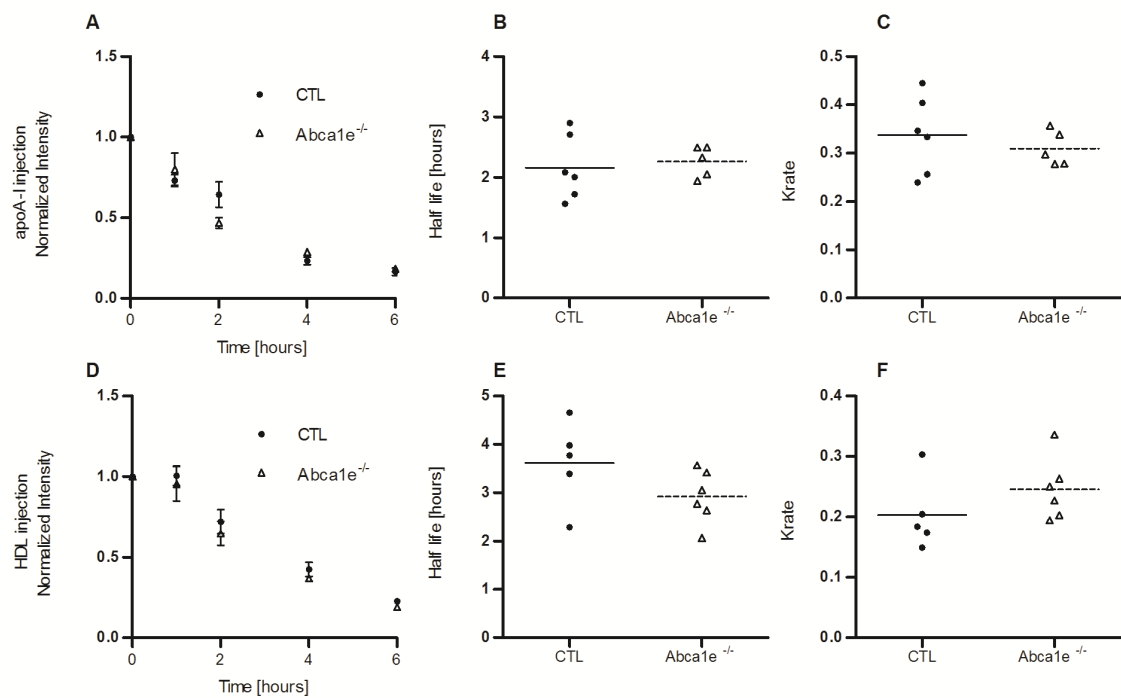 A
apoA-I injection
Normalized Intensity
1.5
1.0
0.5
0.0
0
2
4
6
Time [hours]
CTL
Abca1e-/-
B
Half life [hours]
4
3
2
1
0
CTL
Abca1e -/-
C
Krate
0.5
0.4
0.3
0.2
0.1
0.0
CTL
Abca1e -/-
D
HDL injection
Normalized Intensity
1.5
1.0
0.5
0.0
0
2
4
6
Time [hours]
CTL
Abca1e-/-
E
Half life [hours]
5
4
3
2
1
0
CTL
Abca1e -/-
F
Krate
0.4
0.3
0.2
0.1
0.0
CTL
Abca1e -/-